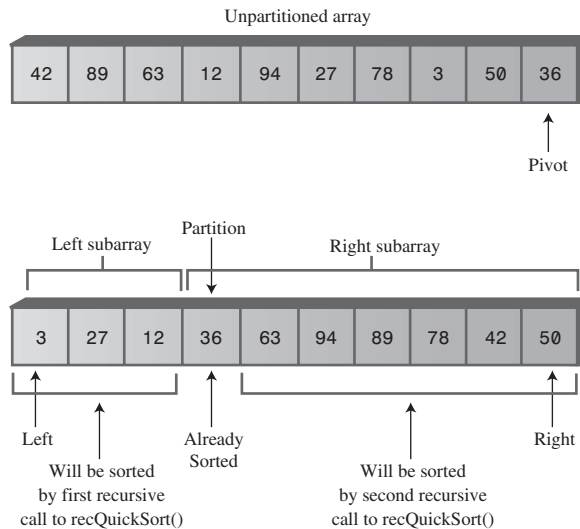 Unpartitioned array
42 89 63 12 94 27 78 3 50 36
Pivot
Partition
Left subarray Right subarray
3 27 12 36 63 94 89 78 42 50
Left Already Right
Sorted
Will be sorted Will be sorted
by first recursive by second recursive
call to recQuickSort() call to recQuickSort()